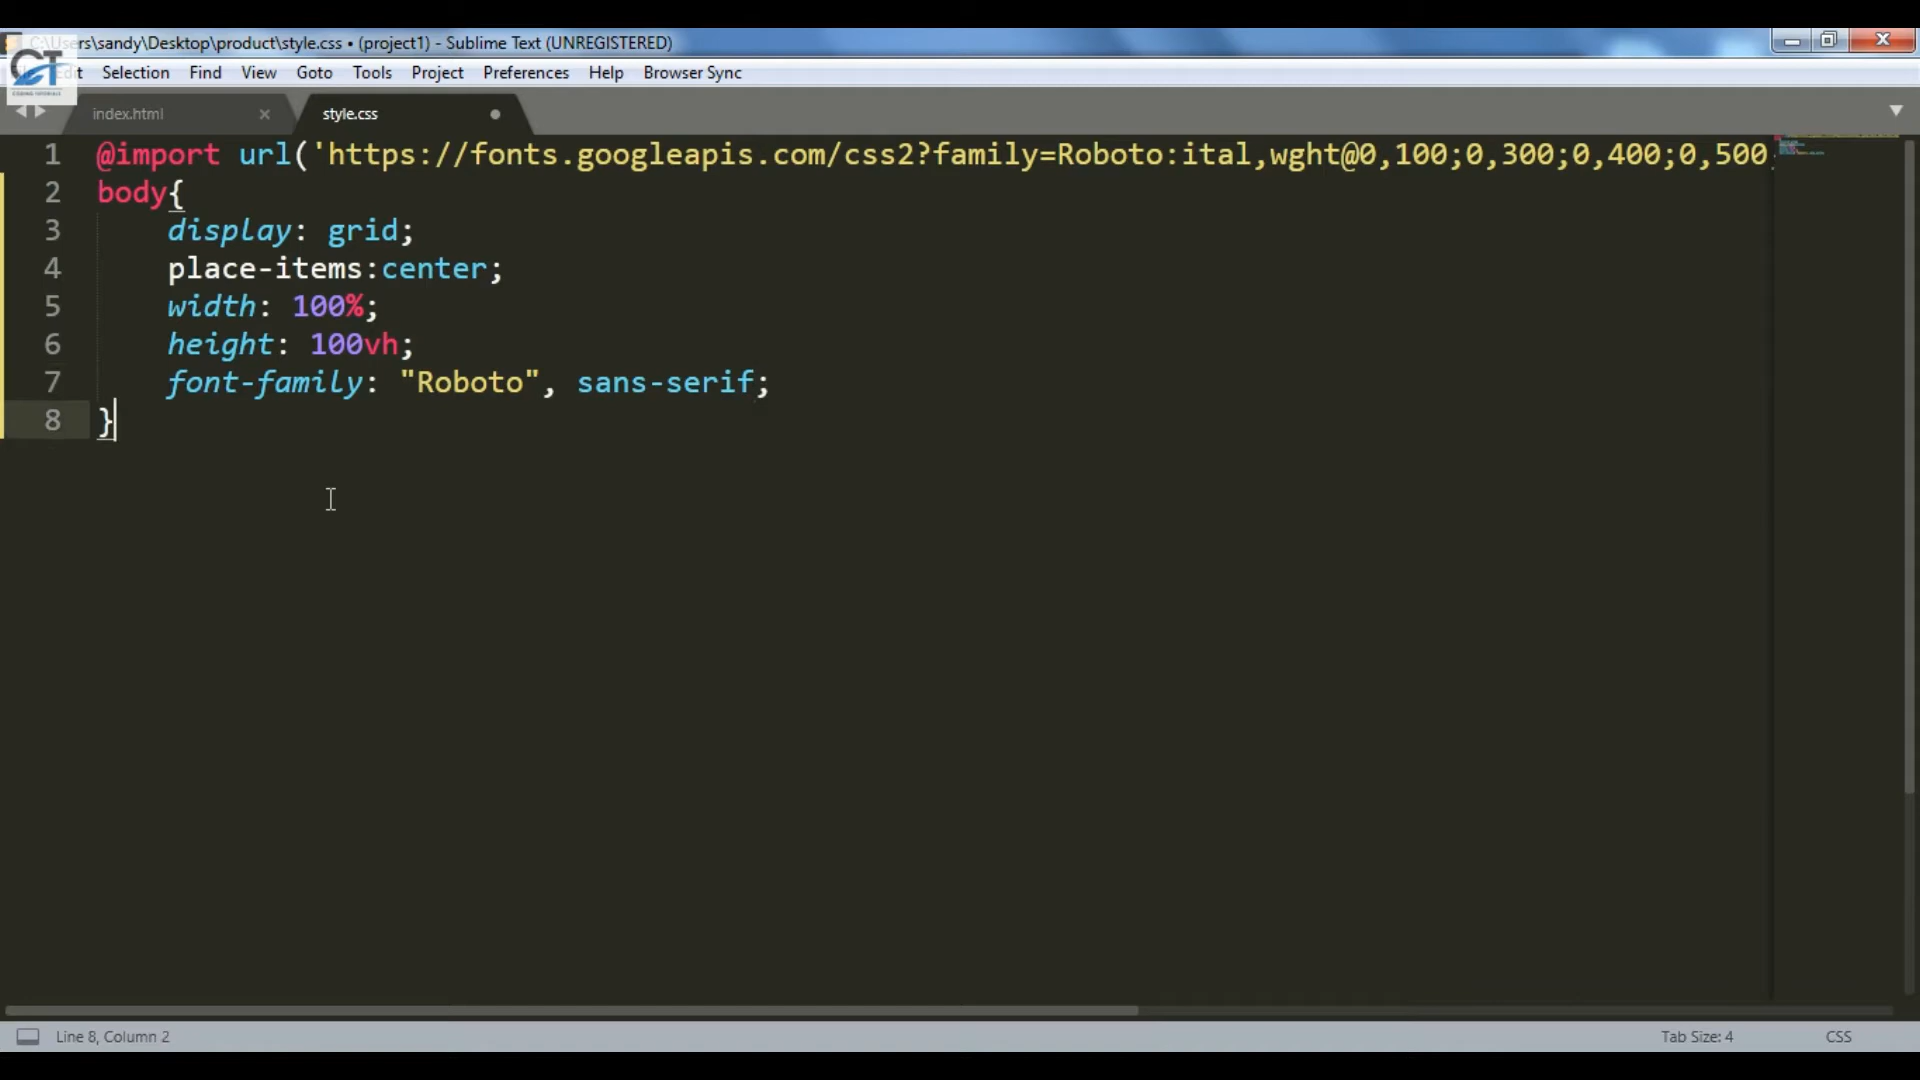 C:\Users\sandy\Desktop\product\style.css • (project1) - Sublime Text (UNREGISTERED)
Selection Find View Goto Tools Project Preferences Help Browser Sync
index.html × style.css
1 @import url('https://fonts.googleapis.com/css2?family=Roboto:ital,wght@0,100;0,300;0,400;0,500
2 body{
3 display: grid;
4 place-items:center;
5 width: 100%;
6 height: 100vh;
7 font-family: "Roboto", sans-serif;
8 }
Line 8, Column 2 Tab Size: 4 CSS